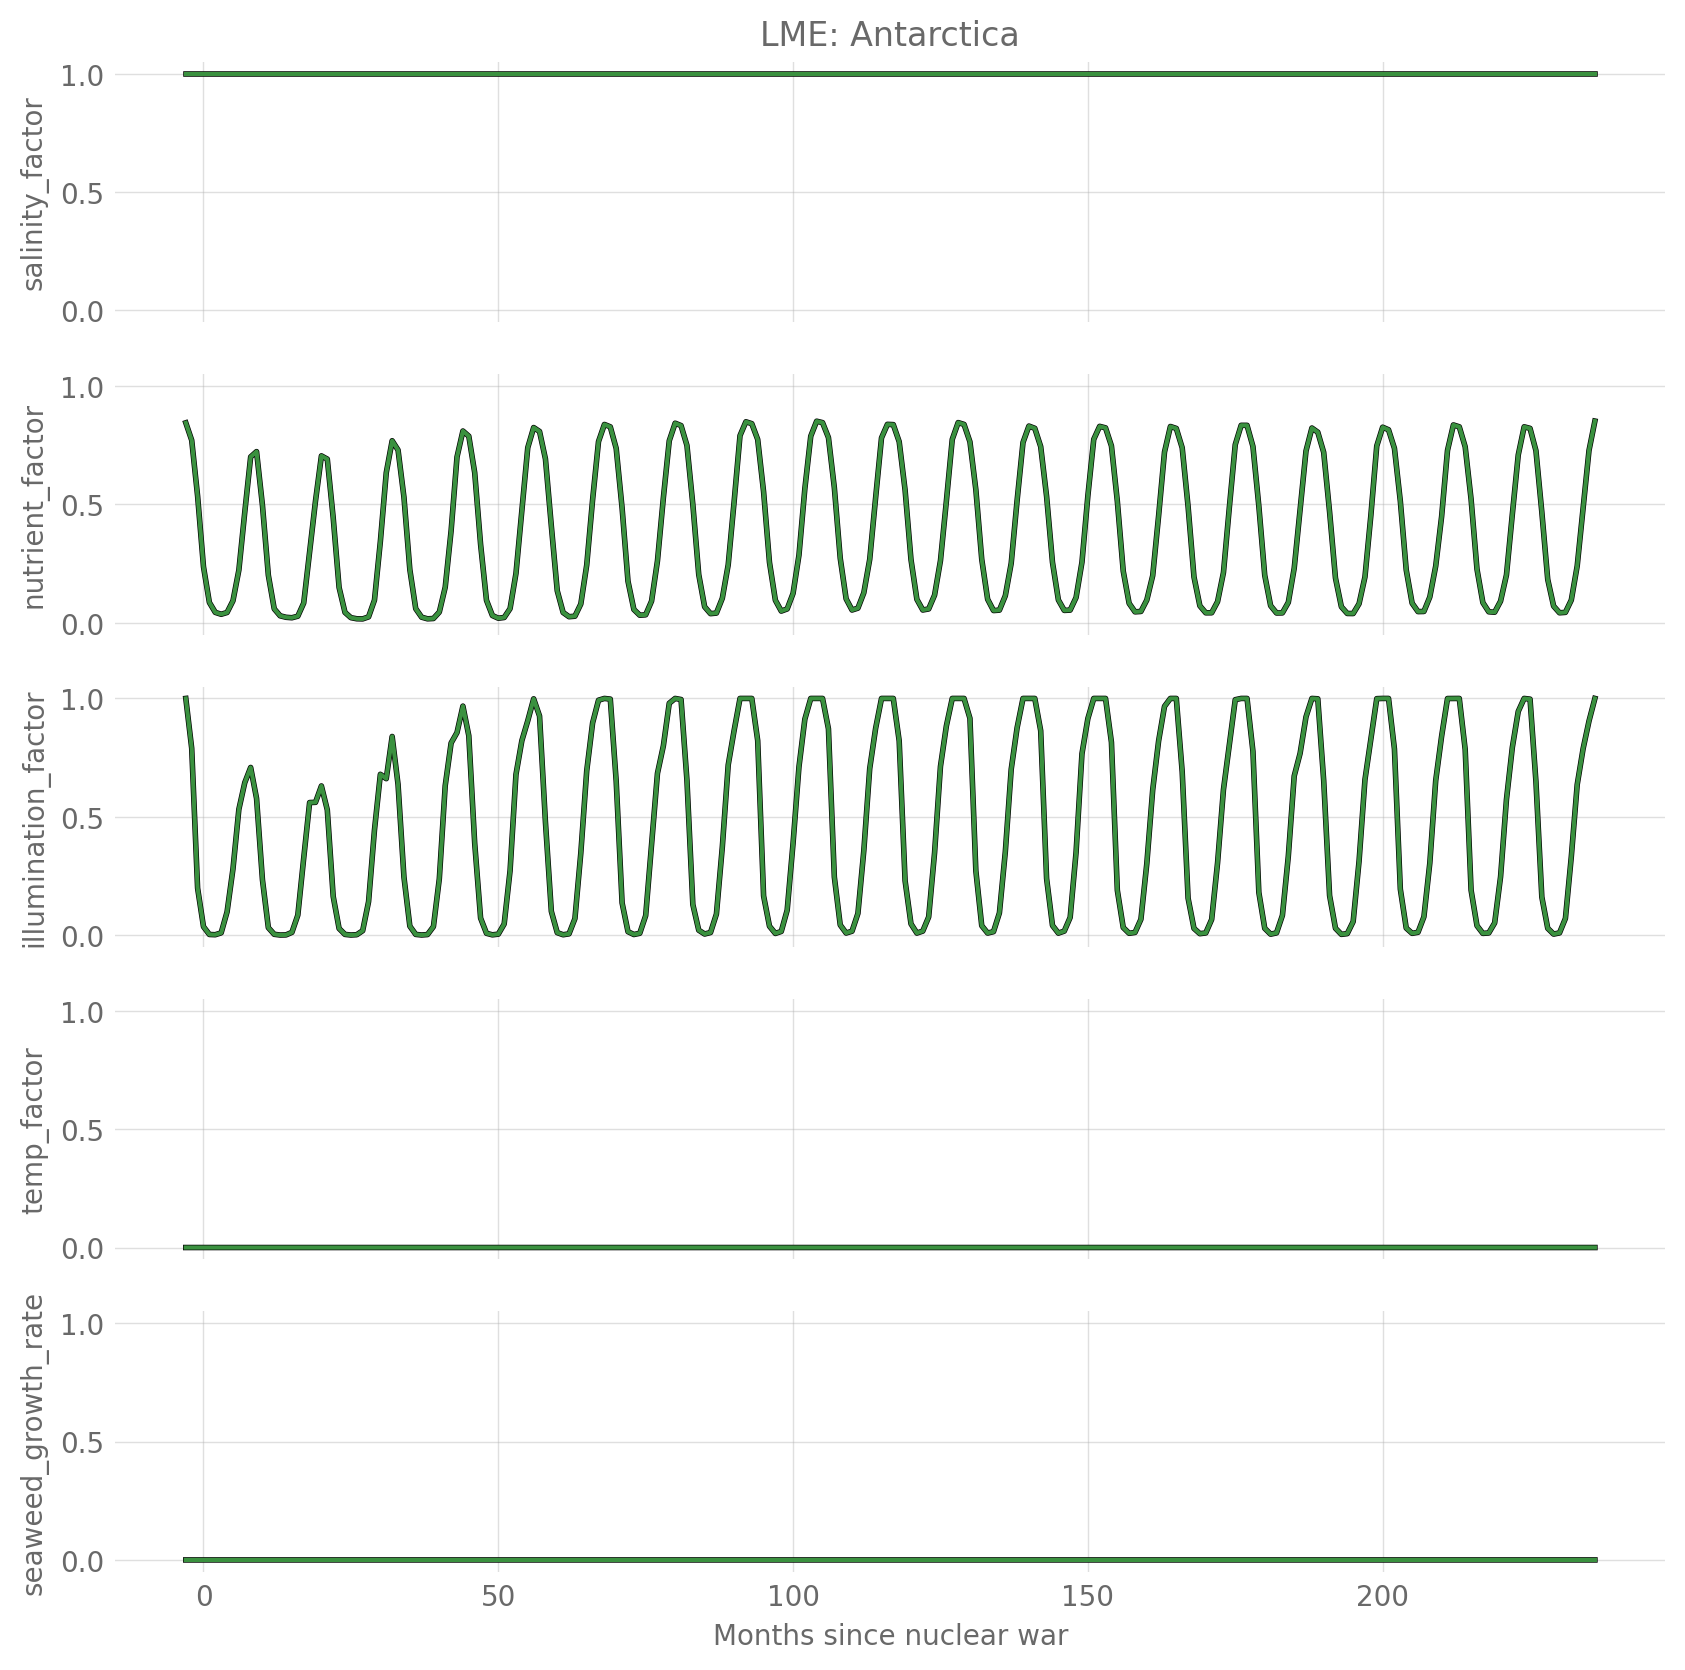 LME: Antarctica
salinity_factor
1.0
0.5
0.0
nutrient_factor
1.0
0.5
0.0
illumination_factor
1.0
0.5
0.0
temp_factor
1.0
0.5
0.0
seaweed_growth_rate
1.0
0.5
0.0
0 50 100 150 200
Months since nuclear war